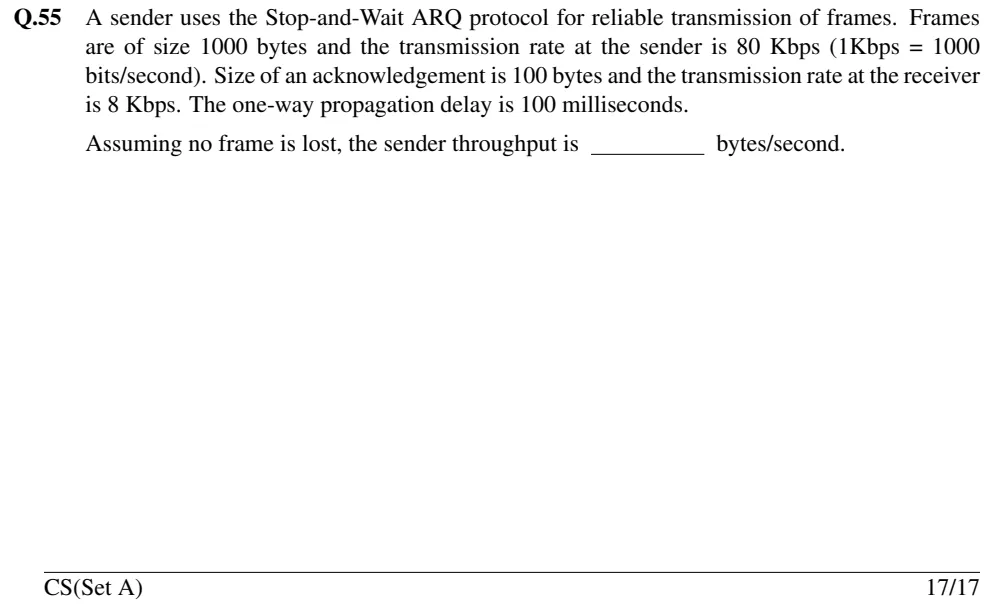 Q.55 A sender uses the Stop-and-Wait ARQ protocol for reliable transmission of frames. Frames
are of size 1000 bytes and the transmission rate at the sender is 80 Kbps (1Kbps = 1000
bits/second). Size of an acknowledgement is 100 bytes and the transmission rate at the receiver
is 8 Kbps. The one-way propagation delay is 100 milliseconds.
Assuming no frame is lost, the sender throughput is __________ bytes/second.
CS(Set A) 17/17